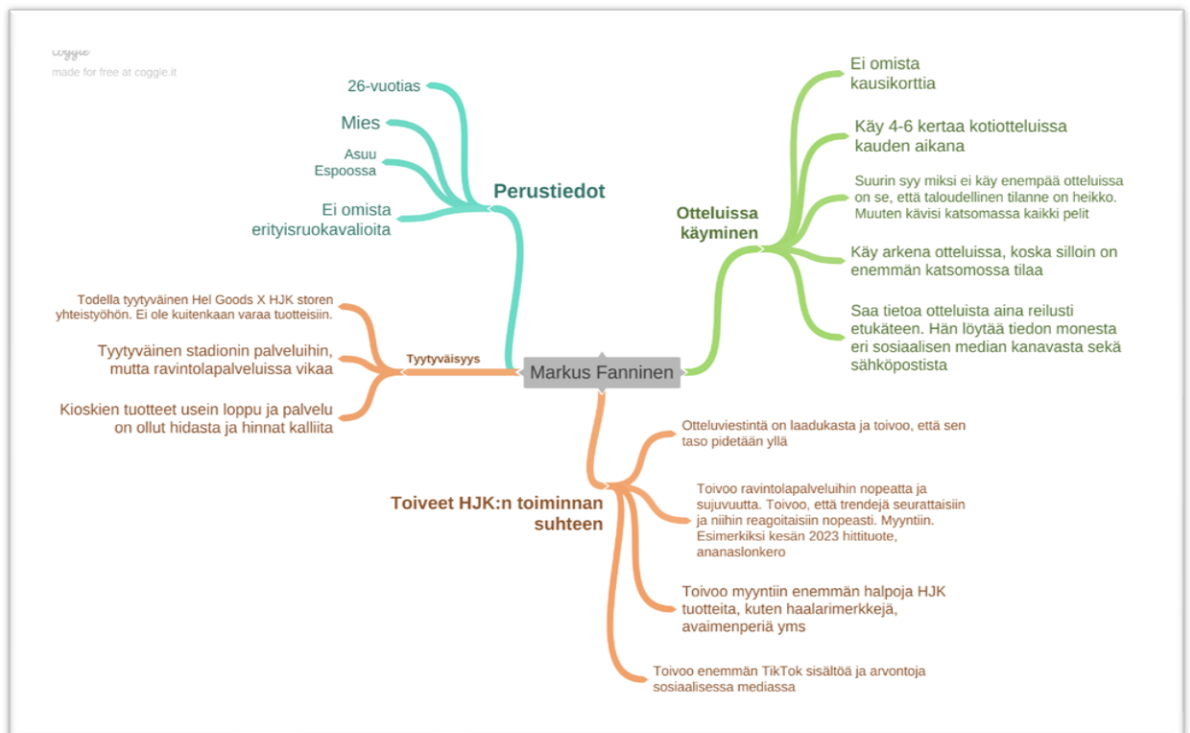 coggle
made for free at coggle.it
26-vuotias
Mies
Asuu
Espoossa
Ei omista
erityisruokavalioita
Perustiedot
Todella tyytyväinen Hel Goods X HJK storen
yhteistyöhön. Ei ole kuitenkaan varaa tuotteisiin.
Tyytyväinen stadionin palveluihin,
mutta ravintolapalveluissa vikaa
Kioskien tuotteet usein loppu ja palvelu
on ollut hidasta ja hinnat kalliita
Tyytyväisyys
Markus Fanninen
Otteluissa
käyminen
Ei omista
kausikorttia
Käy 4-6 kertaa kotiotteluissa
kauden aikana
Suurin syy miksi ei käy enempää otteluissa
on se, että taloudellinen tilanne on heikko.
Muuten kävisi katsomassa kaikki pelit
Käy arkena otteluissa, koska silloin on
enemmän katsomossa tilaa
Saa tietoa otteluista aina reilusti
etukäteen. Hän löytää tiedon monesta
eri sosiaalisen median kanavasta sekä
sähköpostista
Toiveet HJK:n toiminnan
suhteen
Otteluviestintä on laadukasta ja toivoo, että sen
taso pidetään yllä
Toivoo ravintolapalveluihin nopeatta ja
sujuvuutta. Toivoo, että trendejä seurattaisiin
ja niihin reagoitaisiin nopeasti. Myyntiin.
Esimerkiksi kesän 2023 hittituote,
ananaslonkero
Toivoo myyntiin enemmän halpoja HJK
tuotteita, kuten haalarimerkkejä,
avaimenperiä yms
Toivoo enemmän TikTok sisältöä ja arvontoja
sosiaalisessa mediassa